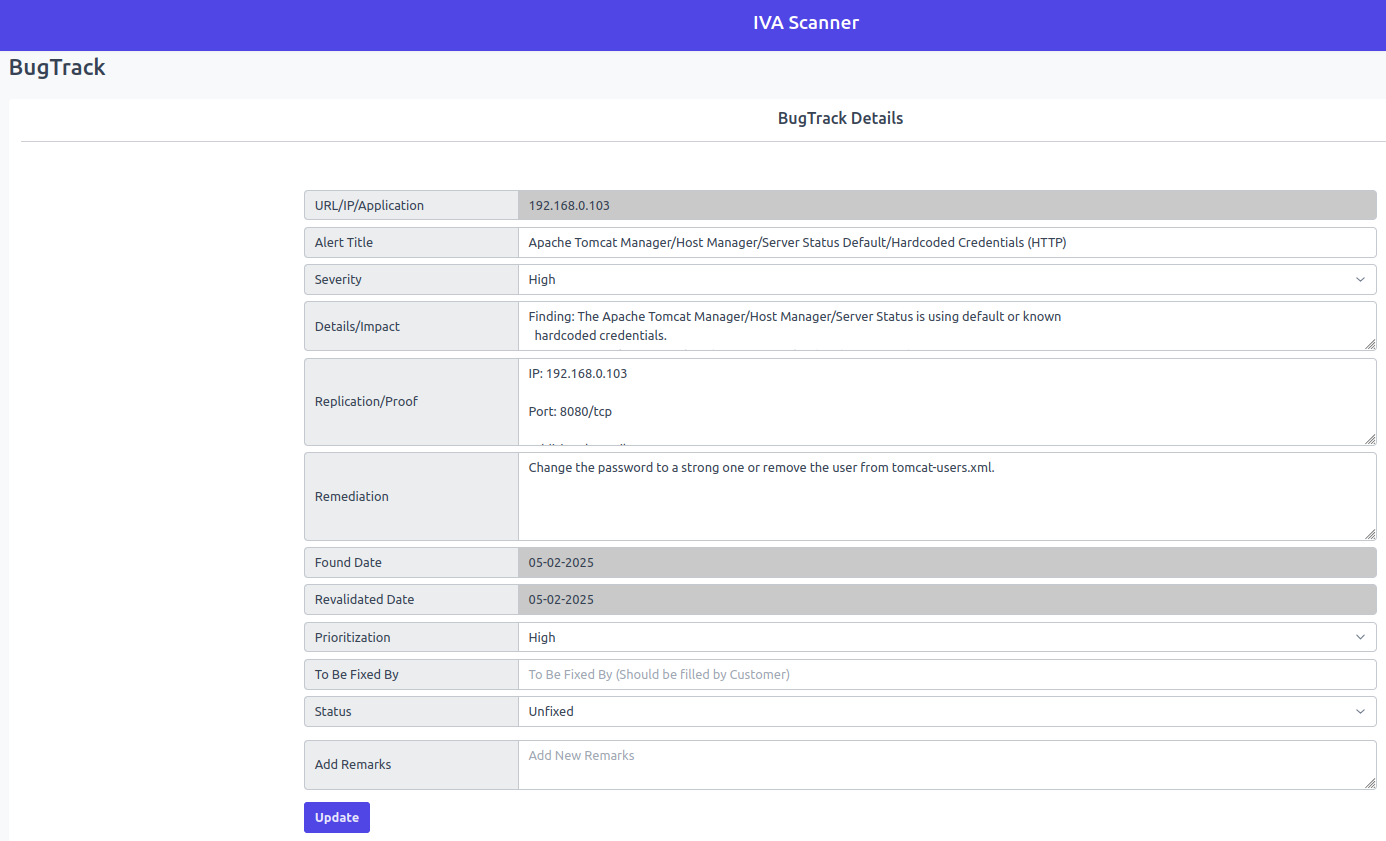 IVA Scanner
BugTrack
BugTrack Details
URL/IP/Application
192.168.0.103
Alert Title
Apache Tomcat Manager/Host Manager/Server Status Default/Hardcoded Credentials (HTTP)
Severity
High
Details/Impact
Finding: The Apache Tomcat Manager/Host Manager/Server Status is using default or known
hardcoded credentials.
Replication/Proof
IP: 192.168.0.103
Port: 8080/tcp
Remediation
Change the password to a strong one or remove the user from tomcat-users.xml.
Found Date
05-02-2025
Revalidated Date
05-02-2025
Prioritization
High
To Be Fixed By
To Be Fixed By (Should be filled by Customer)
Status
Unfixed
Add Remarks
Add New Remarks
Update